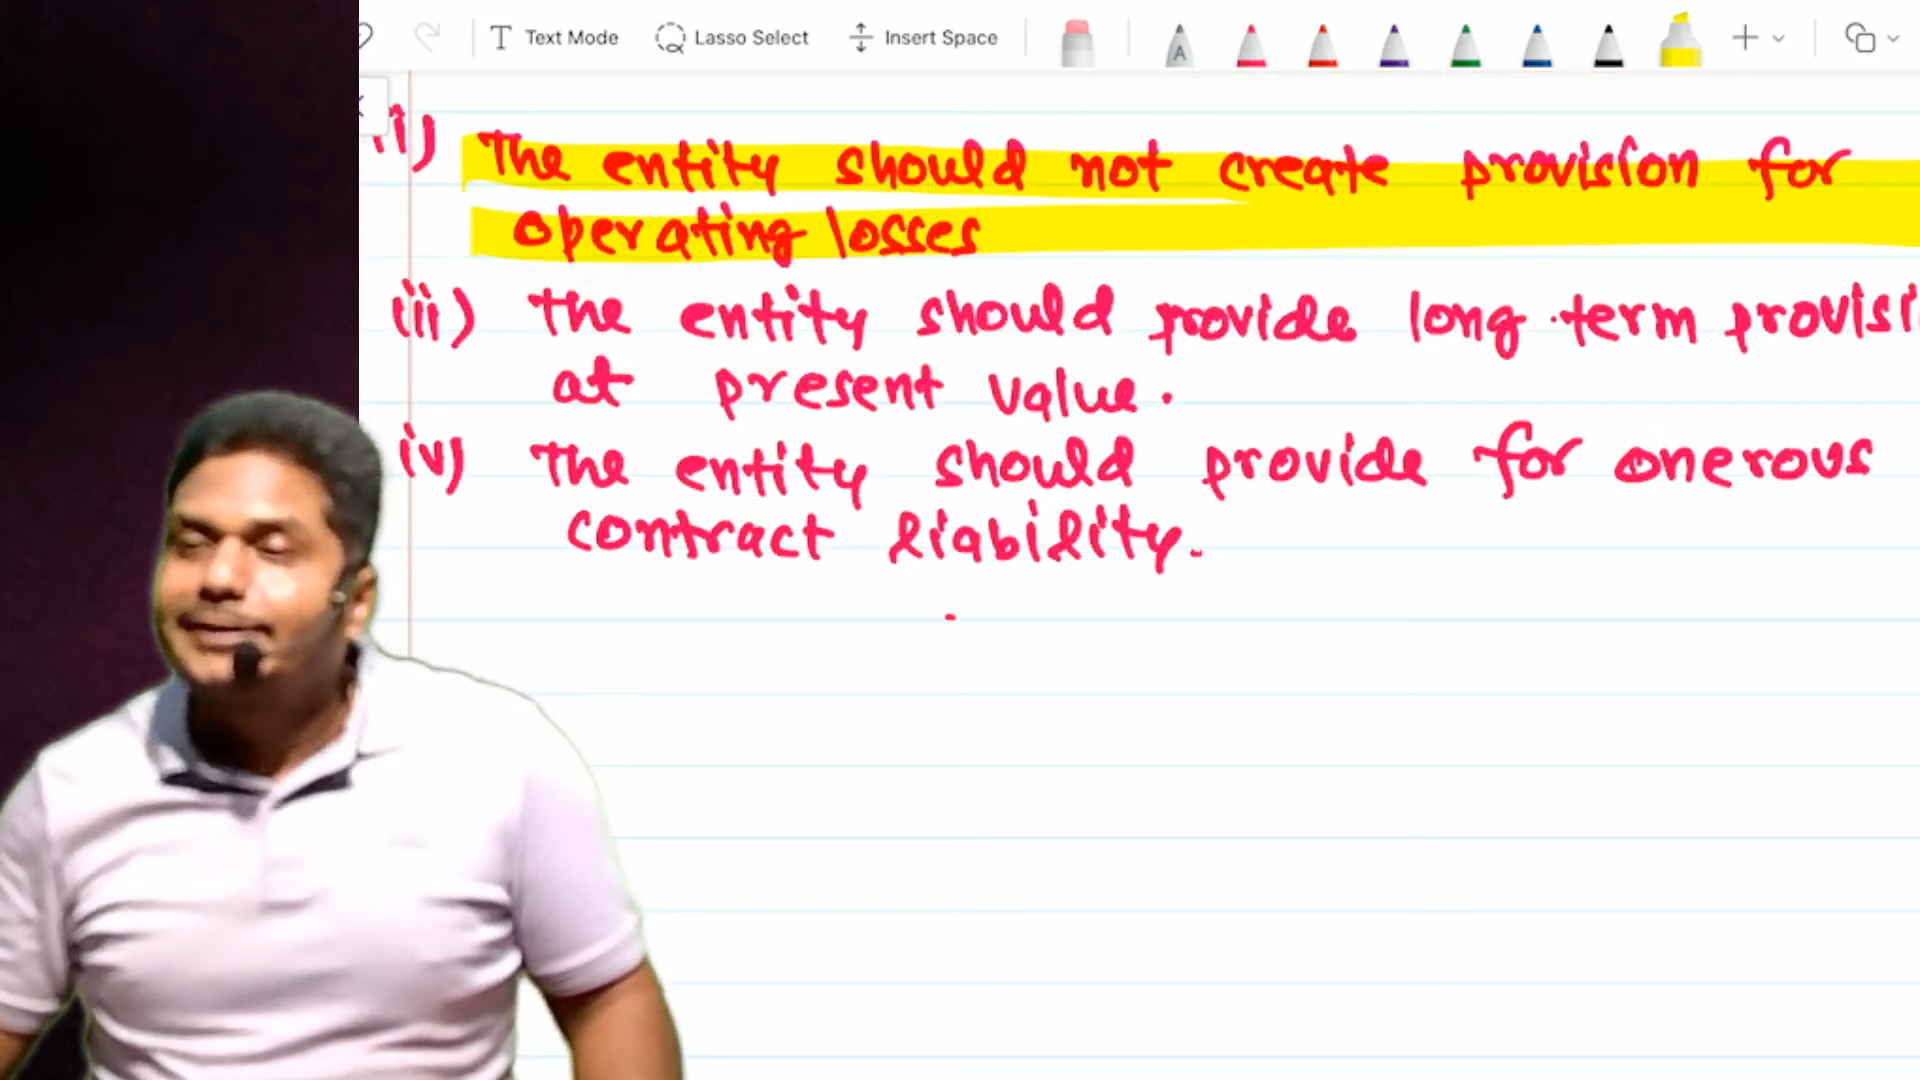 Text Mode Lasso Select Insert Space
A
ii) The entity should not create provision for
operating losses
(iii) The entity should provide long-term
at present value.
iv) The entity should provide for onerous
contract liability.